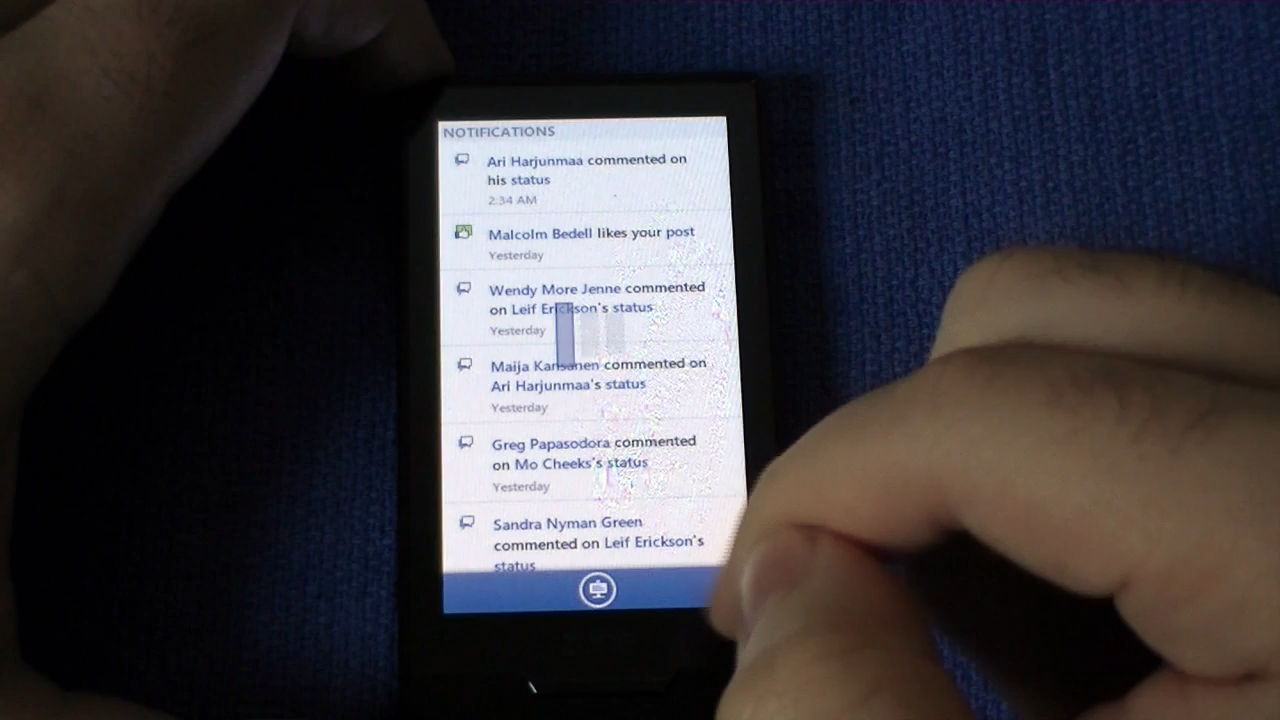 NOTIFICATIONS
Ari Harjunmaa commented on
his status
2:34 AM
Malcolm Bedell likes your post
Yesterday
Wendy More Jenne commented
on Leif Erickson's status
Yesterday
Maija Kansanen commented on
Ari Harjunmaa's status
Yesterday
Greg Papasodora commented
on Mo Cheeks's status
Yesterday
Sandra Nyman Green
commented on Leif Erickson's
status